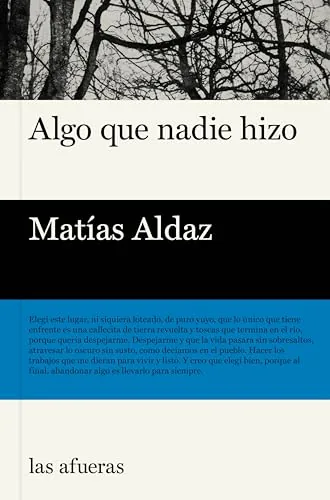 Algo que nadie hizo
Matías Aldaz
Elegí este lugar, ni siquiera loteado, de puro yuyo, que lo único que tiene
enfrente es una callecita de tierra revuelta y toscas que termina en el río,
porque quería despejarme. Despejarme y que la vida pasara sin sobresaltos,
atravesar lo oscuro sin susto, como decíamos en el pueblo. Hacer los
trabajos que me dieran para vivir y listo. Y creo que elegí bien, porque al
final, abandonar algo es llevarlo para siempre.
las afueras